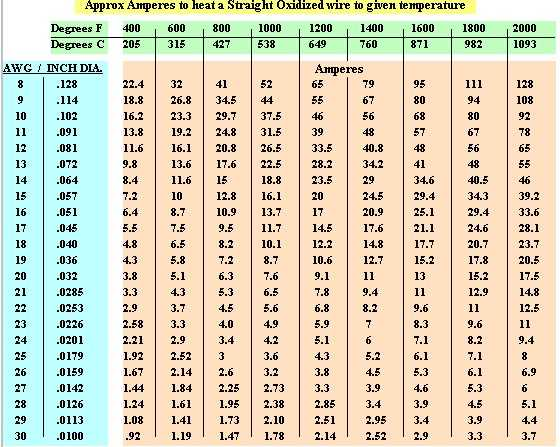 Approx Amperes to heat a Straight Oxidized wire to given temperature
Degrees F 400 600 800 1000 1200 1400 1600 1800 2000
Degrees C 205 315 427 538 649 760 871 982 1093
AWG / INCH DIA. Amperes
8 .128 22.4 32 41 52 65 79 95 111 128
9 .114 18.8 26.8 34.5 44 55 67 80 94 108
10 .102 16.2 23.3 29.7 37.5 46 56 68 80 92
11 .091 13.8 19.2 24.8 31.5 39 48 57 67 78
12 .081 11.6 16.1 20.8 26.5 33.5 40.8 48 56 65
13 .072 9.8 13.6 17.6 22.5 28.2 34.2 41 48 55
14 .064 8.4 11.6 15 18.8 23.5 29 34.6 40.5 46
15 .057 7.2 10 12.8 16.1 20 24.5 29.4 34.3 39.2
16 .051 6.4 8.7 10.9 13.7 17 20.9 25.1 29.4 33.6
17 .045 5.5 7.5 9.5 11.7 14.5 17.6 21.1 24.6 28.1
18 .040 4.8 6.5 8.2 10.1 12.2 14.8 17.7 20.7 23.7
19 .036 4.3 5.8 7.2 8.7 10.6 12.7 15.2 17.8 20.5
20 .032 3.8 5.1 6.3 7.6 9.1 11 13 15.2 17.5
21 .0285 3.3 4.3 5.3 6.5 7.8 9.4 11 12.9 14.8
22 .0253 2.9 3.7 4.5 5.6 6.8 8.2 9.6 11 12.5
23 .0226 2.58 3.3 4.0 4.9 5.9 7 8.3 9.6 11
24 .0201 2.21 2.9 3.4 4.2 5.1 6 7.1 8.2 9.4
25 .0179 1.92 2.52 3 3.6 4.3 5.2 6.1 7.1 8
26 .0159 1.67 2.14 2.6 3.2 3.8 4.5 5.3 6.1 6.9
27 .0142 1.44 1.84 2.25 2.73 3.3 3.9 4.6 5.3 6
28 .0126 1.24 1.61 1.95 2.38 2.85 3.4 3.9 4.5 5.1
29 .0113 1.08 1.41 1.73 2.10 2.51 2.95 3.4 3.9 4.4
30 .0100 .92 1.19 1.47 1.78 2.14 2.52 2.9 3.3 3.7